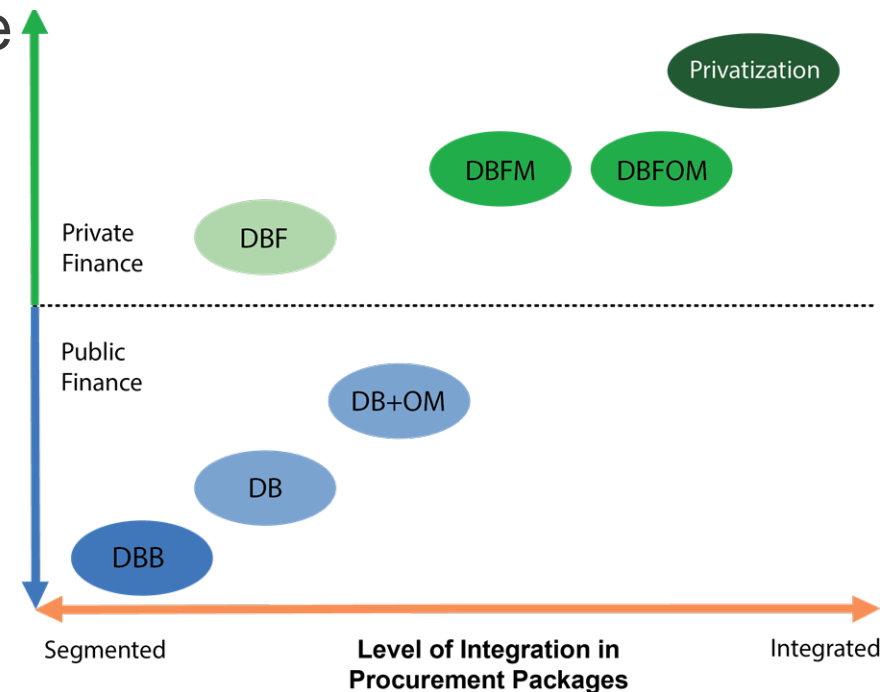 e
Privatization
DBFM
DBFOM
Private
Finance
DBF
Public
Finance
DB+OM
DB
DBB
Segmented
Level of Integration in
Procurement Packages
Integrated